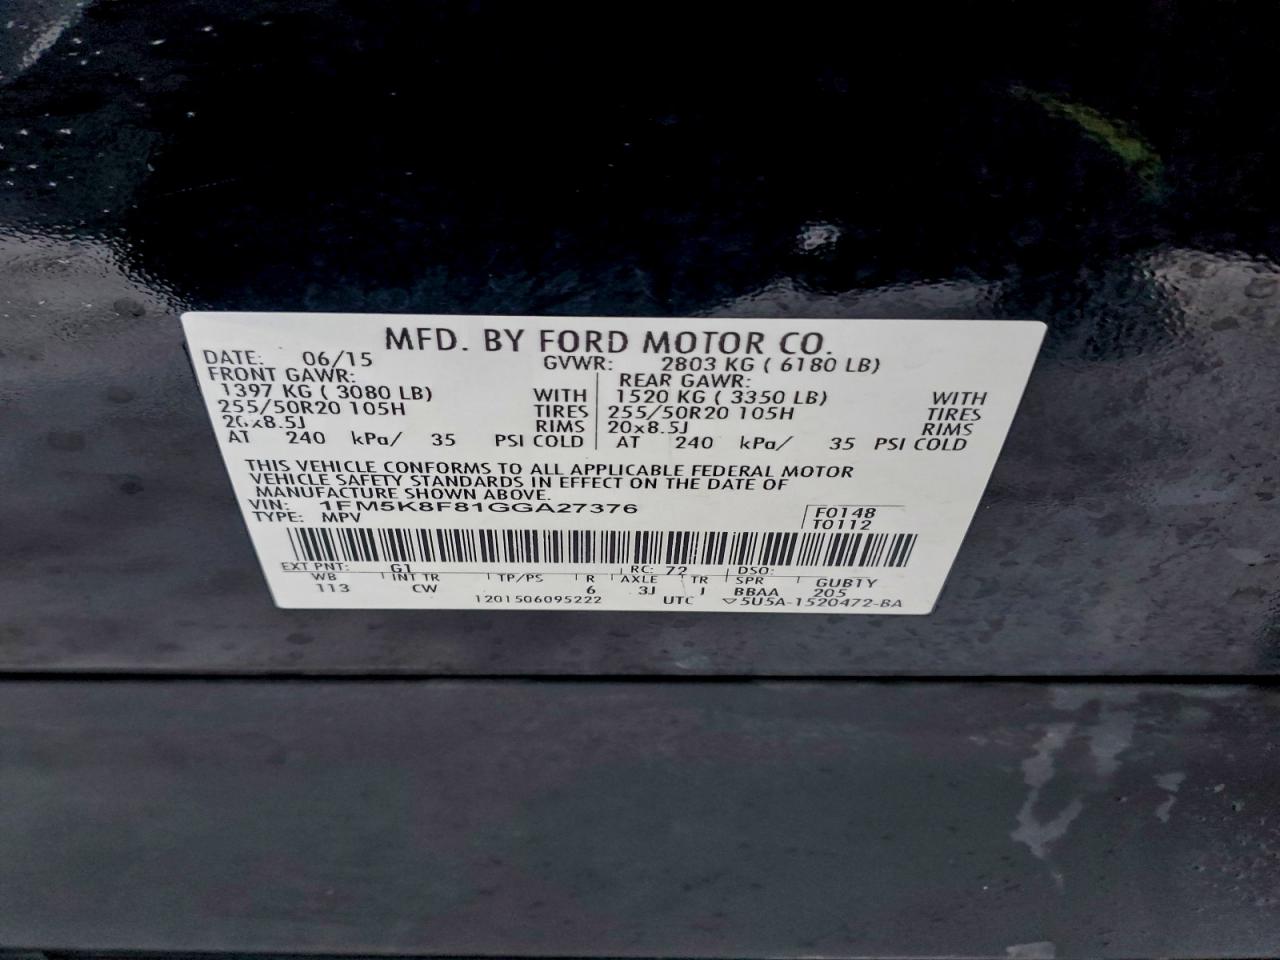 MFD. BY FORD MOTOR CO.
DATE: 06/15 GVWR: 2803 KG ( 6180 LB)
FRONT GAWR: REAR GAWR:
1397 KG ( 3080 LB) WITH 1520 KG ( 3350 LB) WITH
255/50R20 105H TIRES 255/50R20 105H TIRES
20x8.5J RIMS 20x8.5J RIMS
AT 240 kPa/ 35 PSI COLD AT 240 kPa/ 35 PSI COLD
THIS VEHICLE CONFORMS TO ALL APPLICABLE FEDERAL MOTOR
VEHICLE SAFETY STANDARDS IN EFFECT ON THE DATE OF
MANUFACTURE SHOWN ABOVE.
VIN: 1FM5K8F81GGA27376 F0148
TYPE: MPV T0112
EXT PNT: G1 RC: 72 DSO:
WB INT TR TP/PS R AXLE TR SPR GUBTY
113 CW 6 3J J BBAA 205
1201506095222 UTC ▽5U5A-1520472-BA